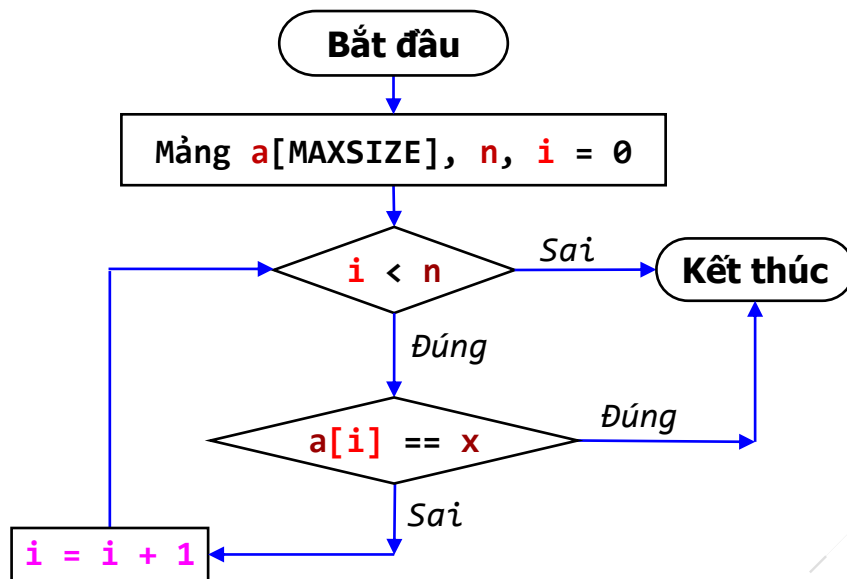 Bắt đầu
Mảng a[MAXSIZE], n, i = 0
i < n
Sai
Kết thúc
Đúng
a[i] == x
Đúng
Sai
i = i + 1